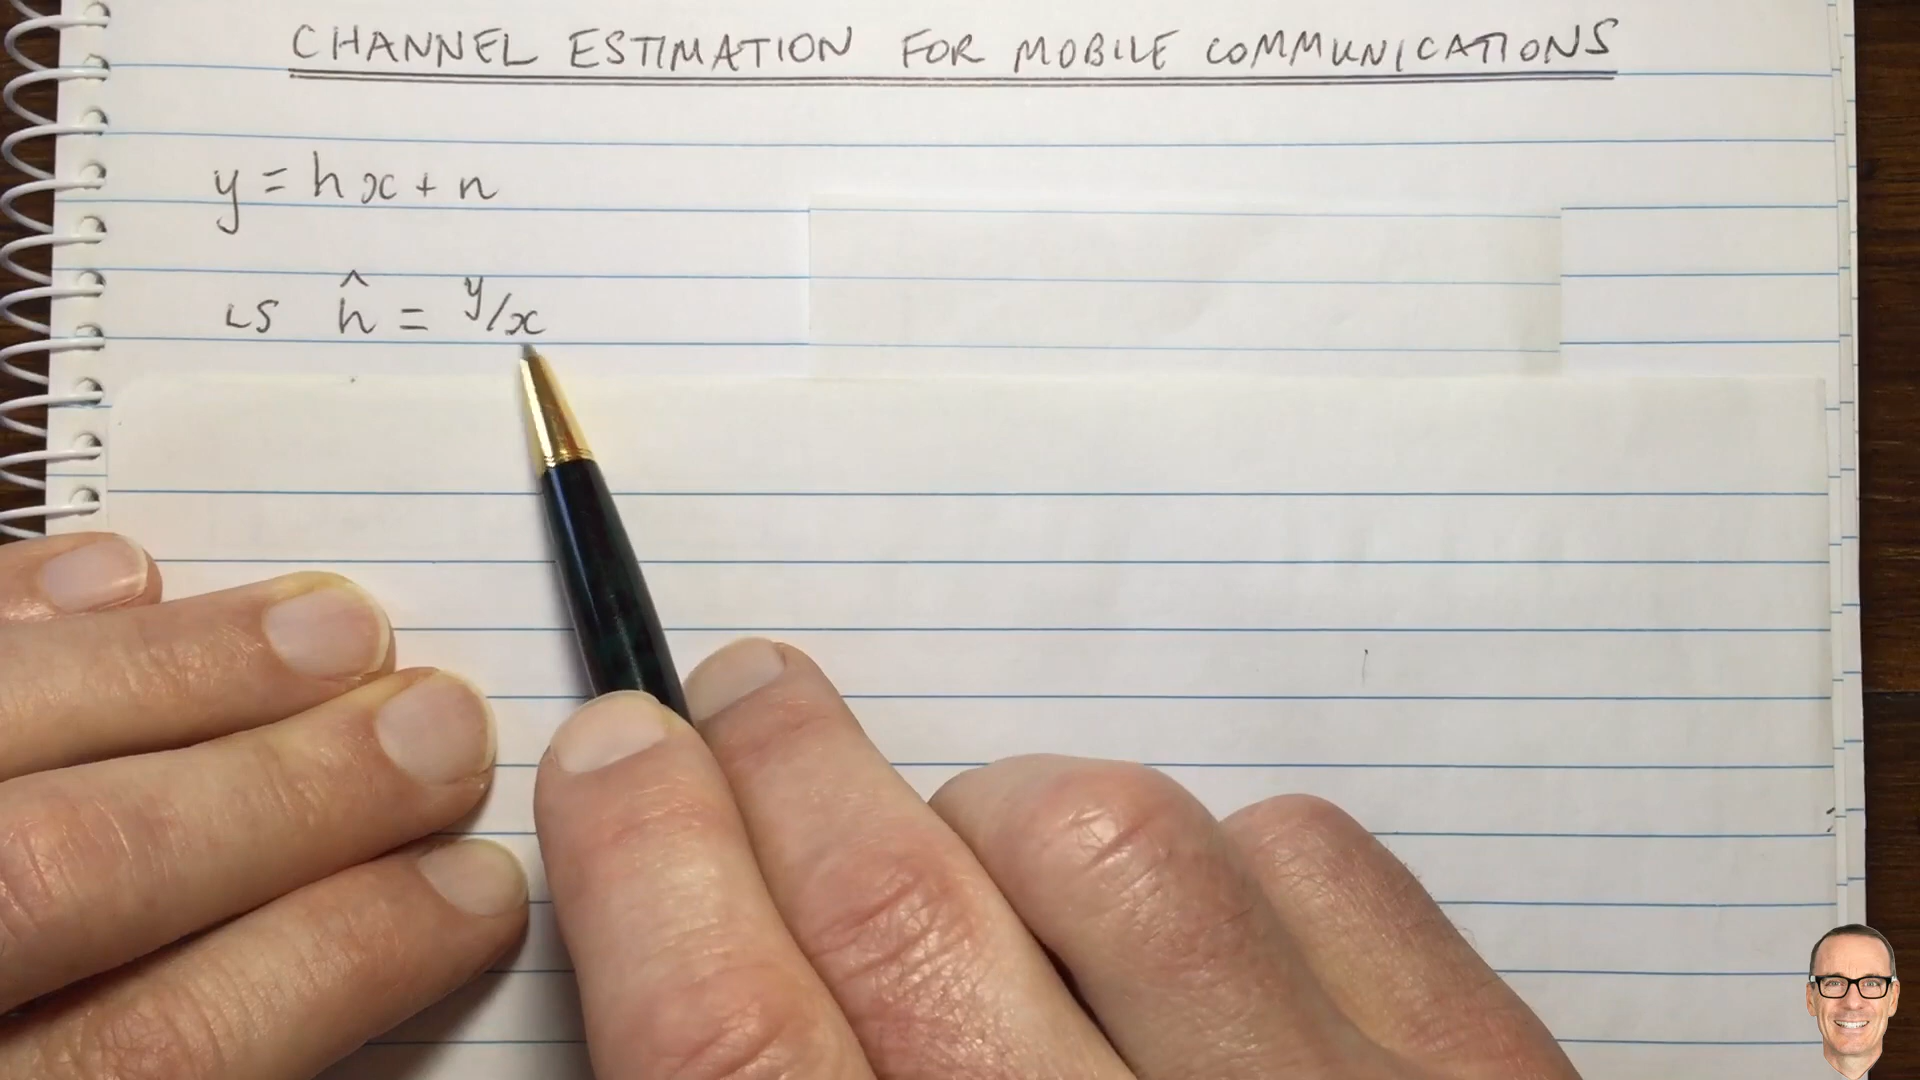 CHANNEL ESTIMATION FOR MOBILE COMMUNICATIONS
y = hx + n
LS ĥ = y/x